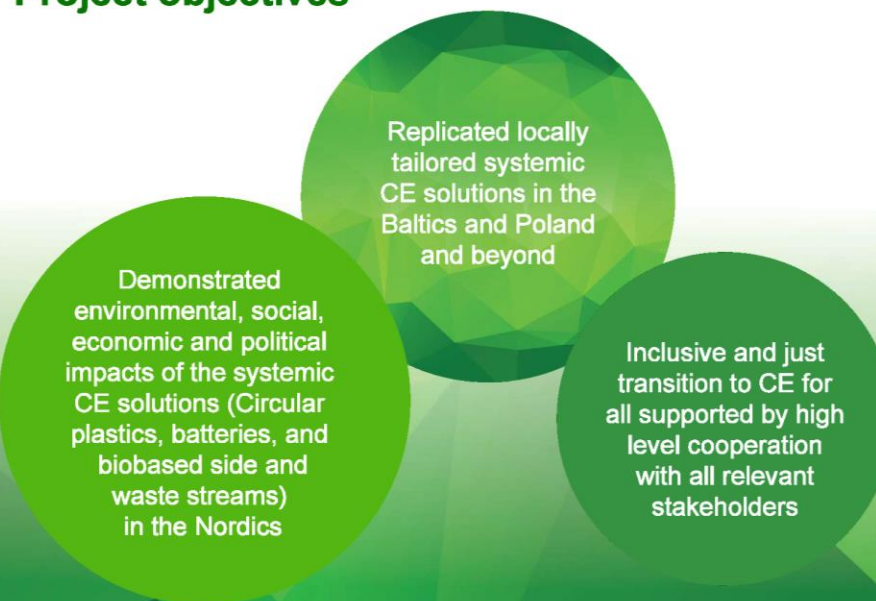 Project objectives
Replicated locally
tailored systemic
CE solutions in the
Baltics and Poland
and beyond
Demonstrated
environmental, social,
economic and political
impacts of the systemic
CE solutions (Circular
plastics, batteries, and
biobased side and
waste streams)
in the Nordics
Inclusive and just
transition to CE for
all supported by high
level cooperation
with all relevant
stakeholders